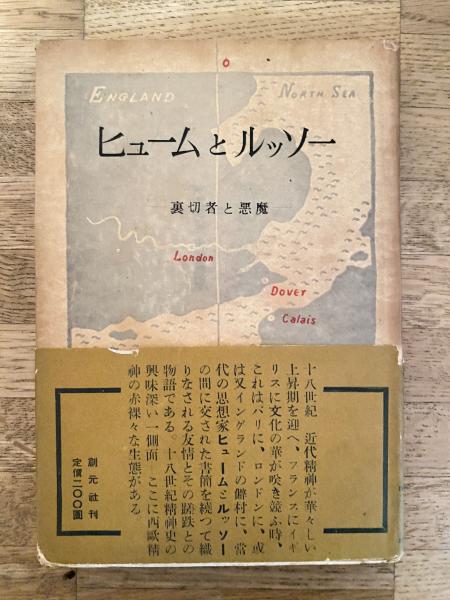 0
ENGLAND
NORTH SEA
ヒュームとルッソー
裏切者と悪魔
London
Dover
Calais
十八世紀 近代精神が華々しい
上昇期を迎へ、フランスにイギ
リスに文化の華が咲き競ふ時、
これはパリに、ロンドンに、或
は又イングランドの僻村に、當
代の思想家ヒュームとルッソー
の間に交された書簡を繞つて織
りなされる友情とその蹉跌との
物語である。十八世紀精神史の
興味深い一側面 ここに西歐精
神の赤裸々な生態がある
創元社刊
定價二〇〇圓